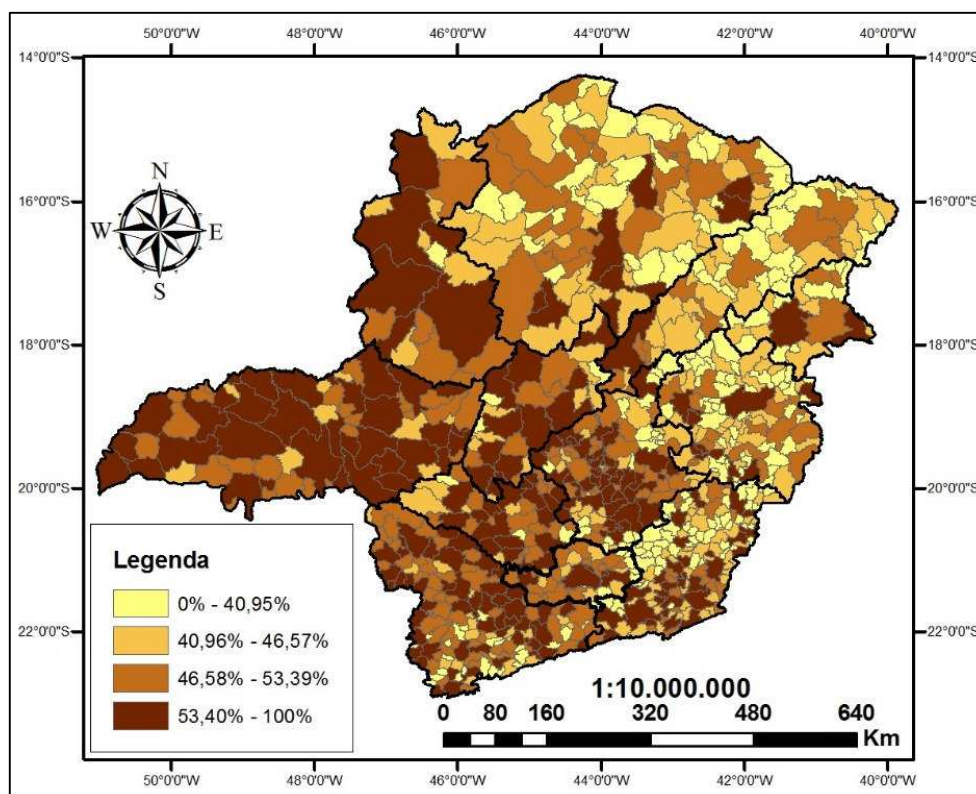 50°0'0"W 48°0'0"W 46°0'0"W 44°0'0"W 42°0'0"W 40°0'0"W
14°0'0"S 14°0'0"S
N
W E
S
16°0'0"S 16°0'0"S
18°0'0"S 18°0'0"S
20°0'0"S 20°0'0"S
22°0'0"S 22°0'0"S
Legenda
0% - 40,95%
40,96% - 46,57%
46,58% - 53,39%
53,40% - 100%
1:10.000.000
0 80 160 320 480 640
Km
50°0'0"W 48°0'0"W 46°0'0"W 44°0'0"W 42°0'0"W 40°0'0"W